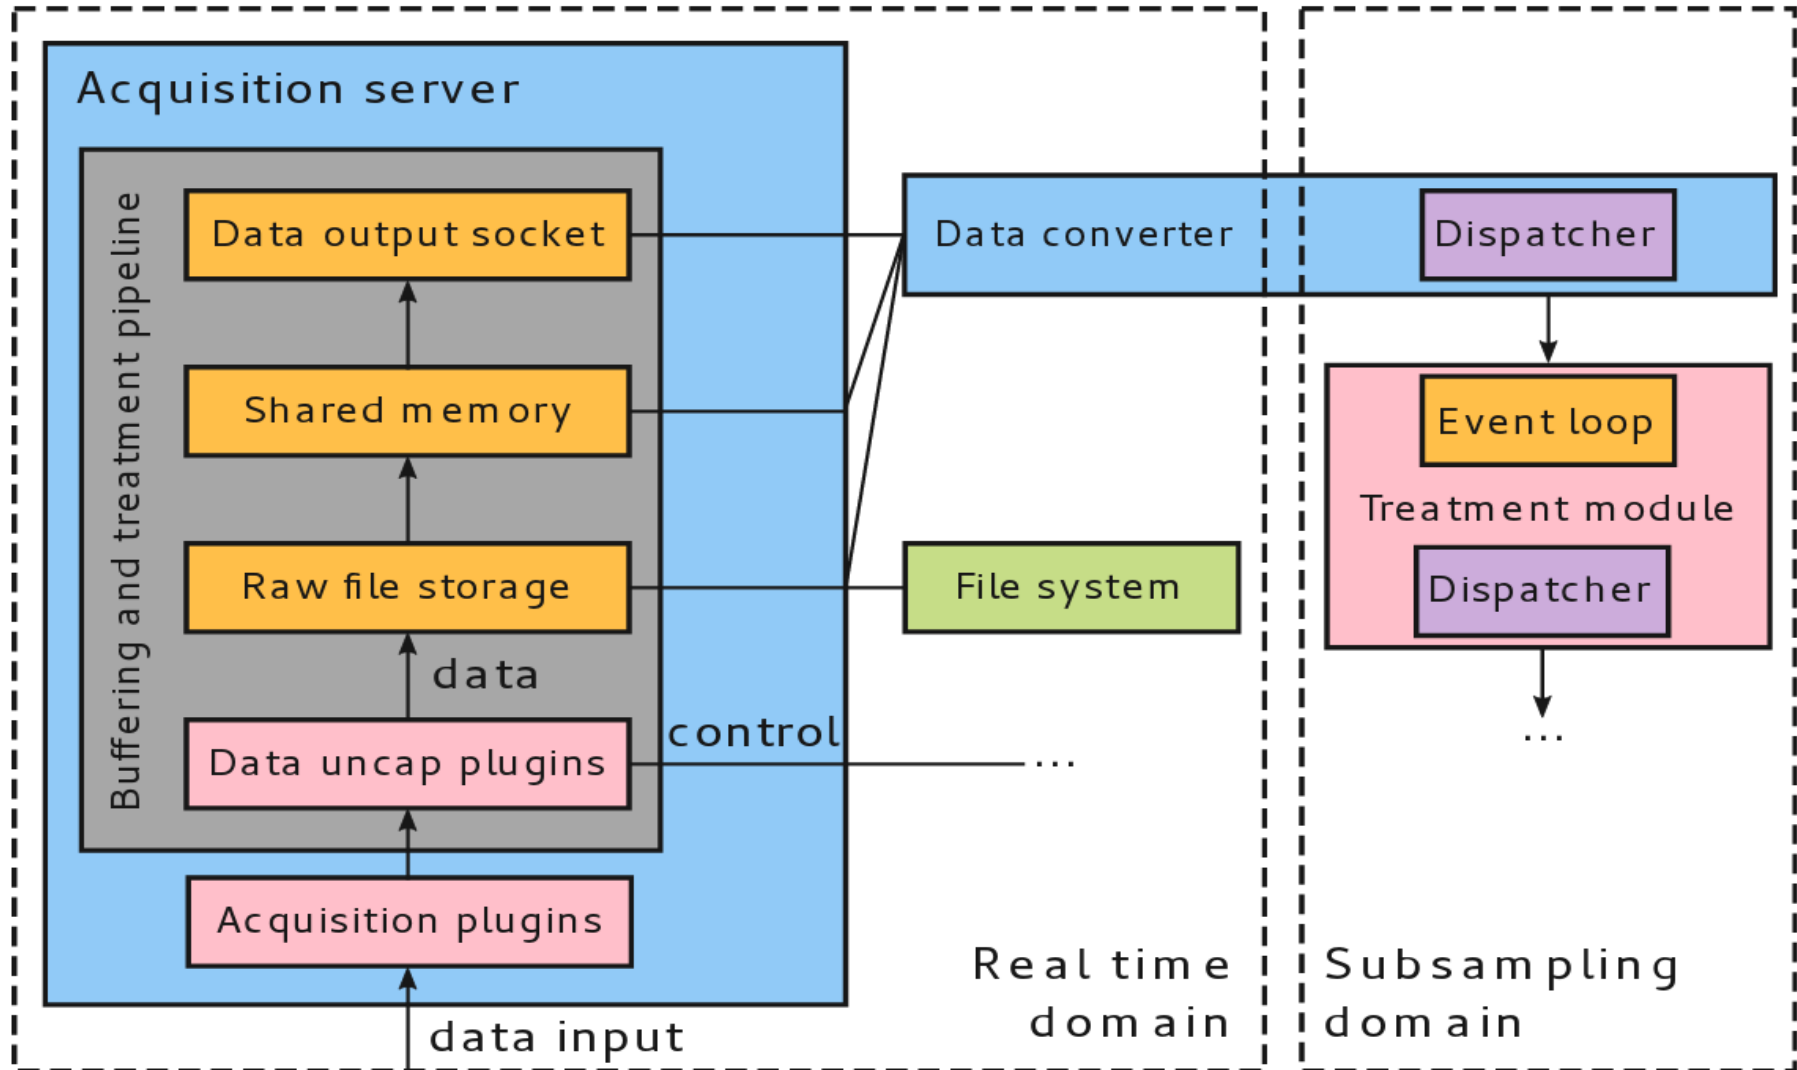 Acquisition server
Buffering and treatment pipeline
Data output socket
Shared memory
Raw file storage
data
Data uncap plugins
control
...
Acquisition plugins
data input
Data converter
Dispatcher
File system
Event loop
Treatment module
Dispatcher
...
Real time
domain
Subsampling
domain